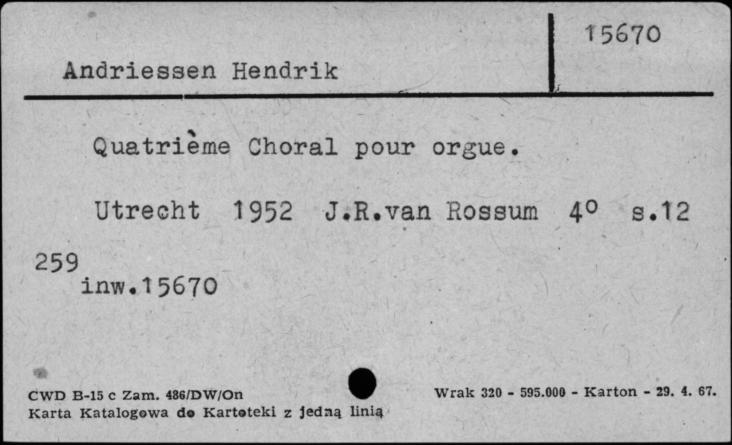 15670
Andriessen Hendrik
Quatrième Choral pour orgue.
Utrecht 1952 J.R.van Rossum 4° s.12
259
inw.15670
CWD B-15 c Zam. 486/DW/On
Wrak 320 - 595.000 - Karton - 29. 4. 67.
Karta Katalogowa do Kartoteki z jedną linią